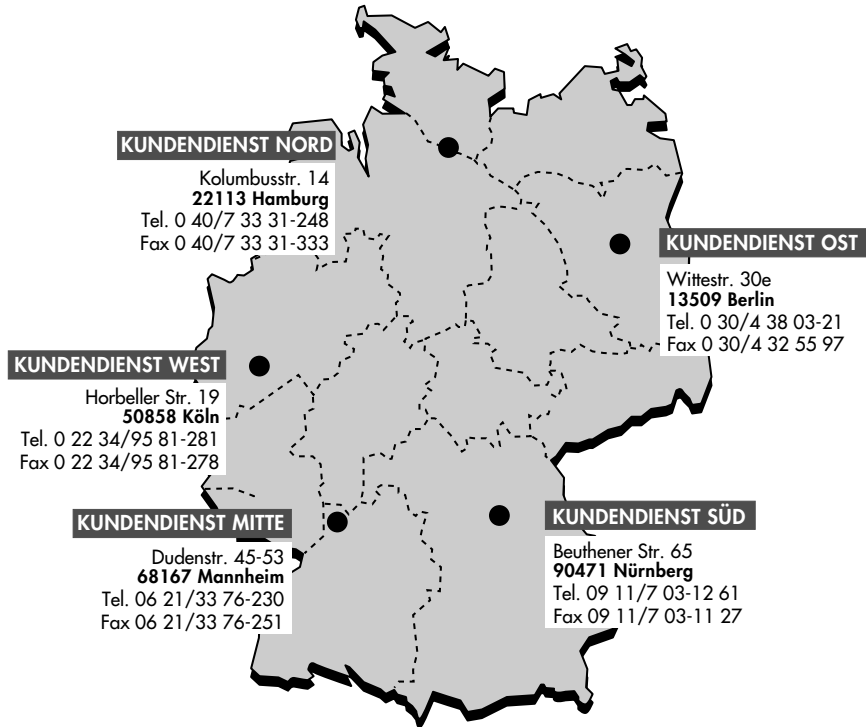 KUNDENDIENST NORD
Kolumbusstr. 14
22113 Hamburg
Tel. 0 40/7 33 31-248
Fax 0 40/7 33 31-333
KUNDENDIENST OST
Wittestr. 30e
13509 Berlin
Tel. 0 30/4 38 03-21
Fax 0 30/4 32 55 97
KUNDENDIENST WEST
Horbeller Str. 19
50858 Köln
Tel. 0 22 34/95 81-281
Fax 0 22 34/95 81-278
KUNDENDIENST MITTE
Dudenstr. 45-53
68167 Mannheim
Tel. 06 21/33 76-230
Fax 06 21/33 76-251
KUNDENDIENST SÜD
Beuthener Str. 65
90471 Nürnberg
Tel. 09 11/7 03-12 61
Fax 09 11/7 03-11 27